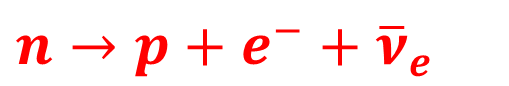 n → p + e⁻ + ν̄ₑ